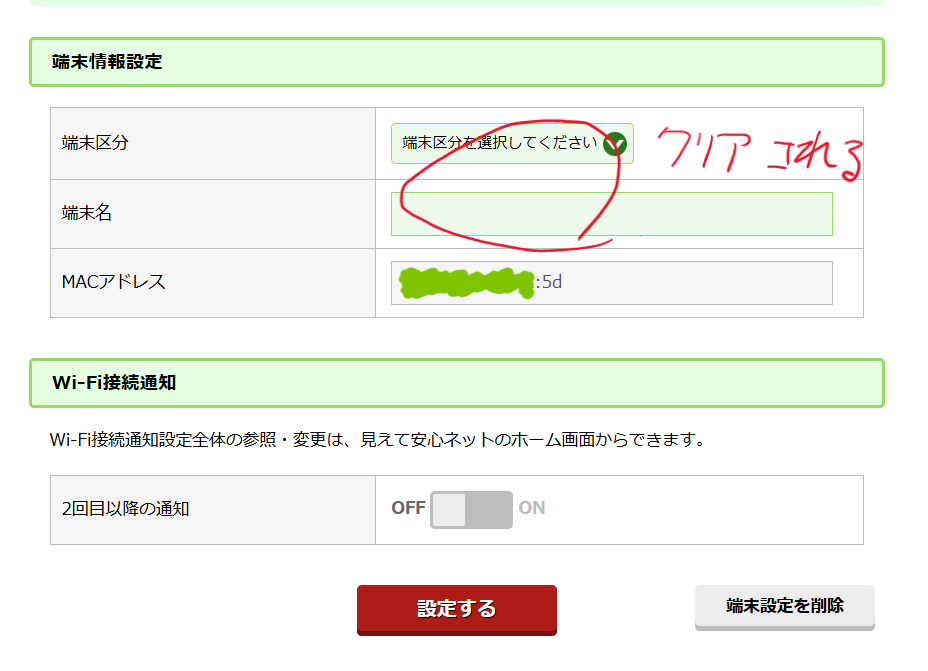 端末情報設定
端末区分
端末区分を選択してください
クリアされる
端末名
MACアドレス
:5d
Wi-Fi接続通知
Wi-Fi接続通知設定全体の参照・変更は、見えて安心ネットのホーム画面からできます。
2回目以降の通知
OFF
ON
設定する
端末設定を削除